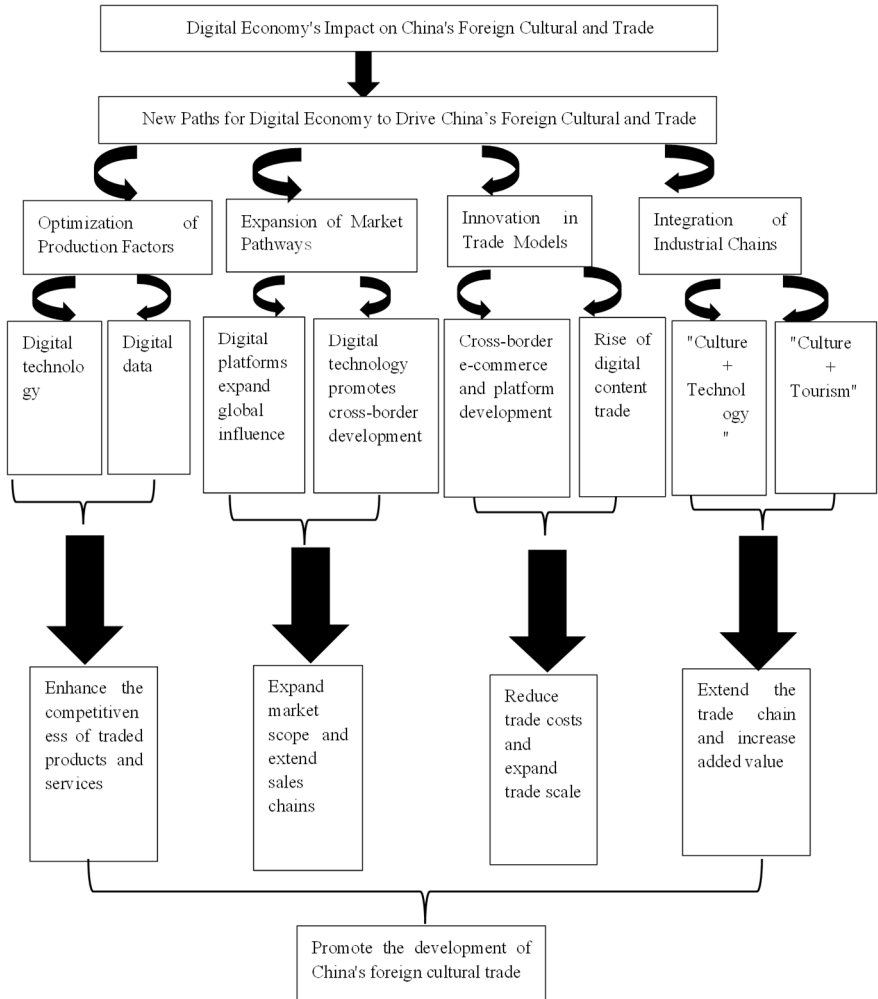 Digital Economy's Impact on China's Foreign Cultural and Trade
New Paths for Digital Economy to Drive China’s Foreign Cultural and Trade
Optimization of
Production Factors
Expansion of Market
Pathways
Innovation in
Trade Models
Integration of
Industrial Chains
Digital
technolo
gy
Digital
data
Digital
platforms
expand
global
influence
Digital
technology
promotes
cross-border
development
Cross-border
e-commerce
and platform
development
Rise of
digital
content
trade
"Culture
+
Technol
ogy
"
"Culture
+
Tourism"
Enhance the
competitiven
ess of traded
products and
services
Expand
market
scope and
extend
sales
chains
Reduce
trade costs
and
expand
trade scale
Extend the
trade chain
and increase
added value
Promote the development of
China's foreign cultural trade